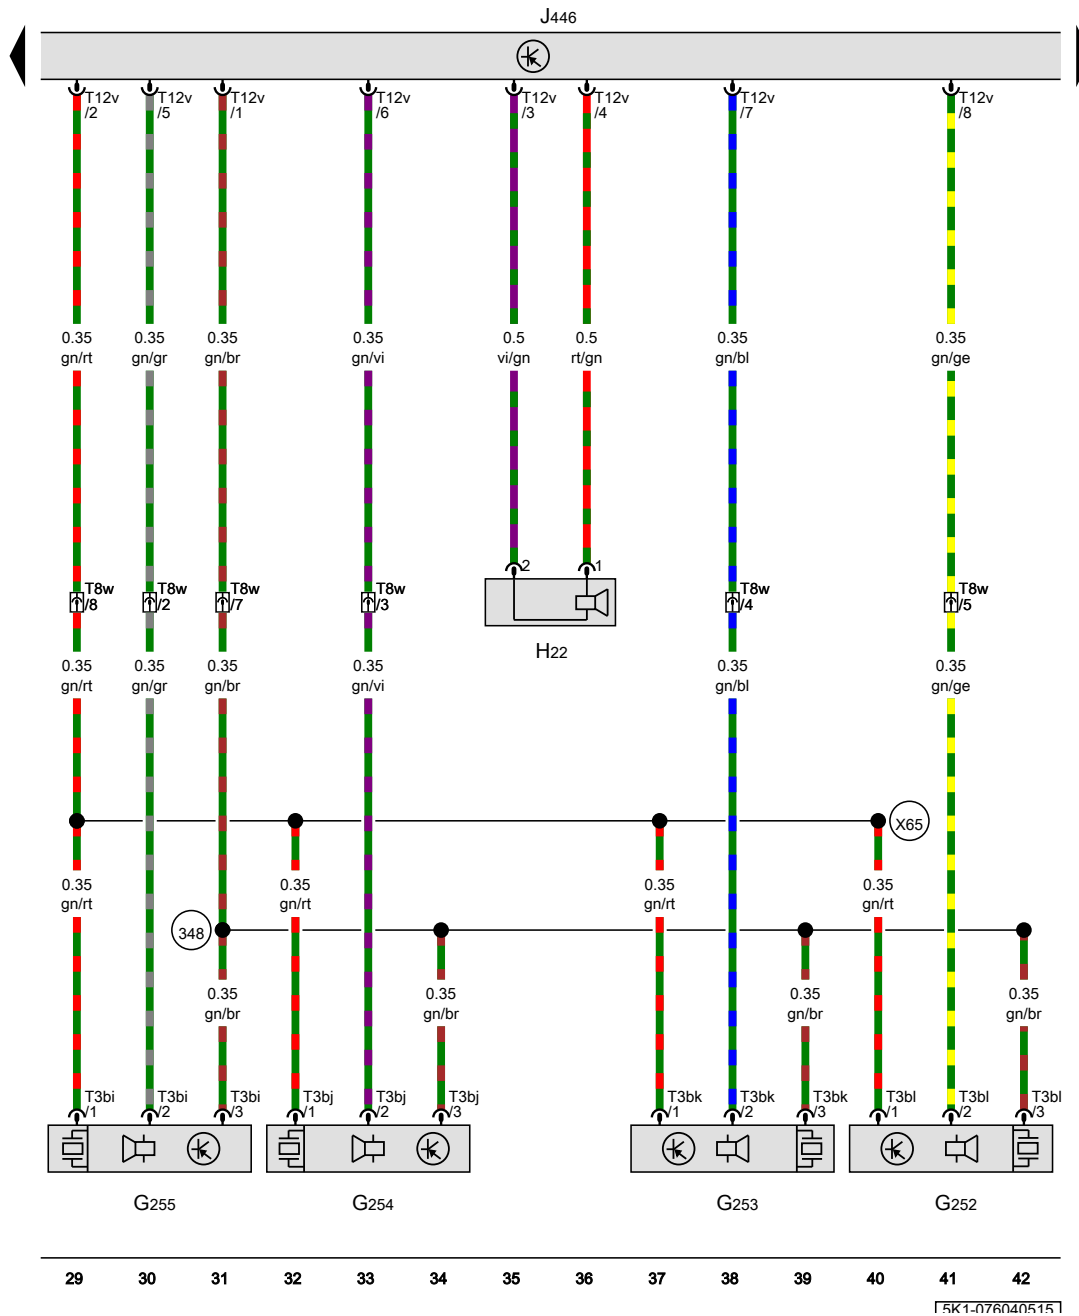 J446
T12v T12v T12v T12v T12v T12v T12v T12v
/2 /5 /1 /6 /3 /4 /7 /8
0.35 0.35 0.35 0.35 0.5 0.5 0.35 0.35
gn/rt gn/gr gn/br gn/vi vi/gn rt/gn gn/bl gn/ge
2 1
T8w T8w T8w T8w T8w T8w
/8 /2 /7 /3 /4 /5
H22
0.35 0.35 0.35 0.35 0.35 0.35
gn/rt gn/gr gn/br gn/vi gn/bl gn/ge
X65
0.35 0.35 0.35 0.35
gn/rt gn/rt gn/rt gn/rt
348
0.35 0.35 0.35 0.35
gn/br gn/br gn/br gn/br
T3bi T3bi T3bi T3bj T3bj T3bj T3bk T3bk T3bk T3bl T3bl T3bl
/1 /2 /3 /1 /2 /3 /1 /2 /3 /1 /2 /3
G255 G254 G253 G252
29 30 31 32 33 34 35 36 37 38 39 40 41 42
5K1-076040515